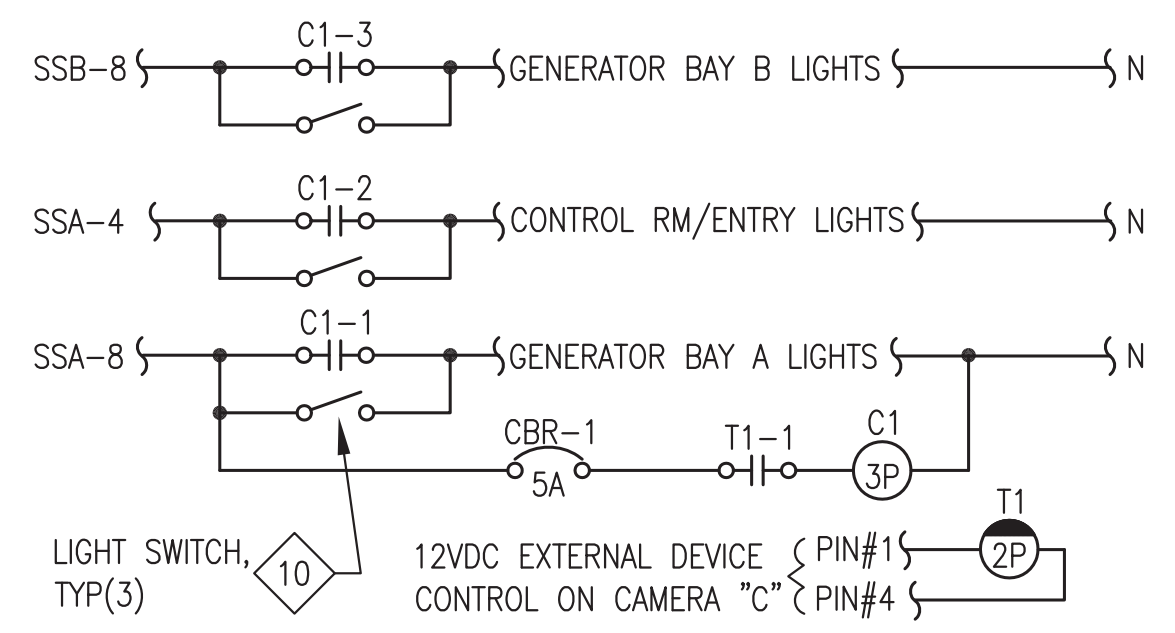 C1-3
SSB-8 GENERATOR BAY B LIGHTS N
C1-2
SSA-4 CONTROL RM/ENTRY LIGHTS N
C1-1
SSA-8 GENERATOR BAY A LIGHTS N
CBR-1 T1-1 C1
5A 3P
T1
LIGHT SWITCH,
TYP(3)
10
12VDC EXTERNAL DEVICE
CONTROL ON CAMERA "C"
PIN#1 2P
PIN#4